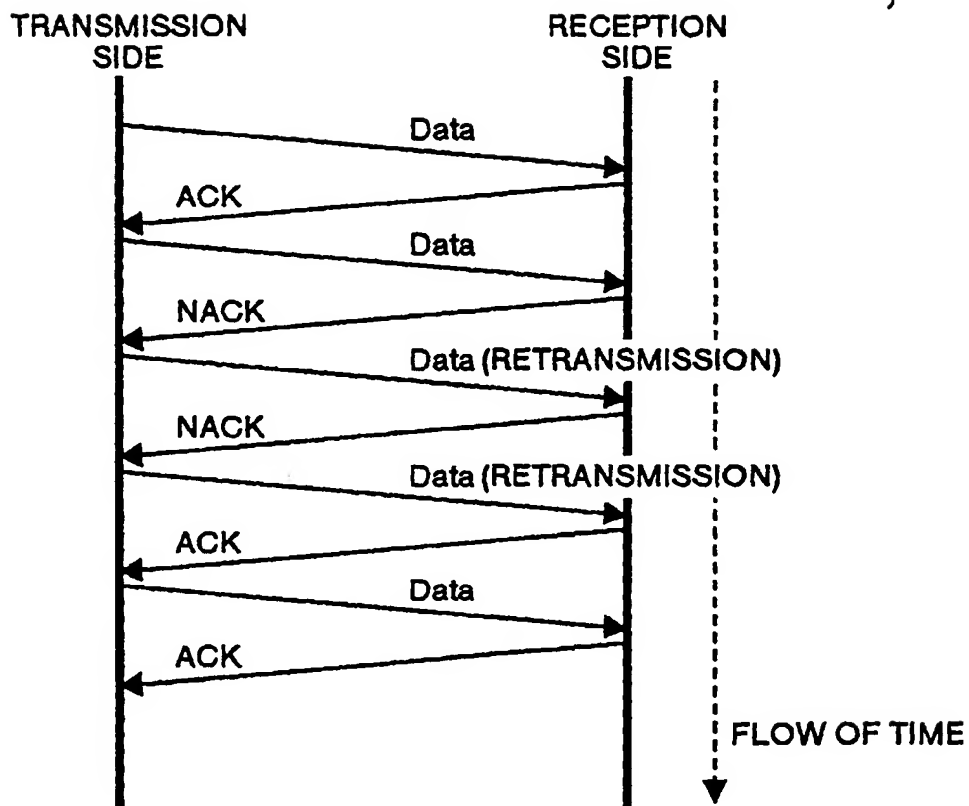 TRANSMISSION
SIDE
RECEPTION
SIDE
Data
ACK
Data
NACK
Data (RETRANSMISSION)
NACK
Data (RETRANSMISSION)
ACK
Data
ACK
FLOW OF TIME